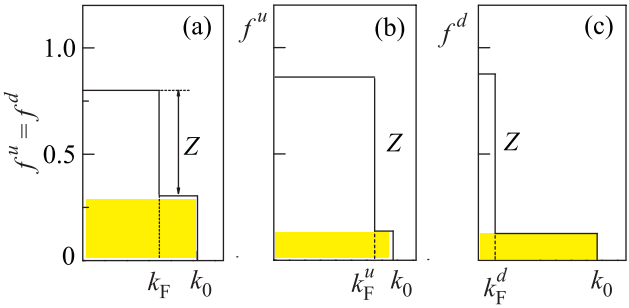 (a)
1.0
0.5
0
f^u = f^d
Z
k_F
k_0
f^u
(b)
Z
k_F^u
k_0
f^d
(c)
Z
k_F^d
k_0